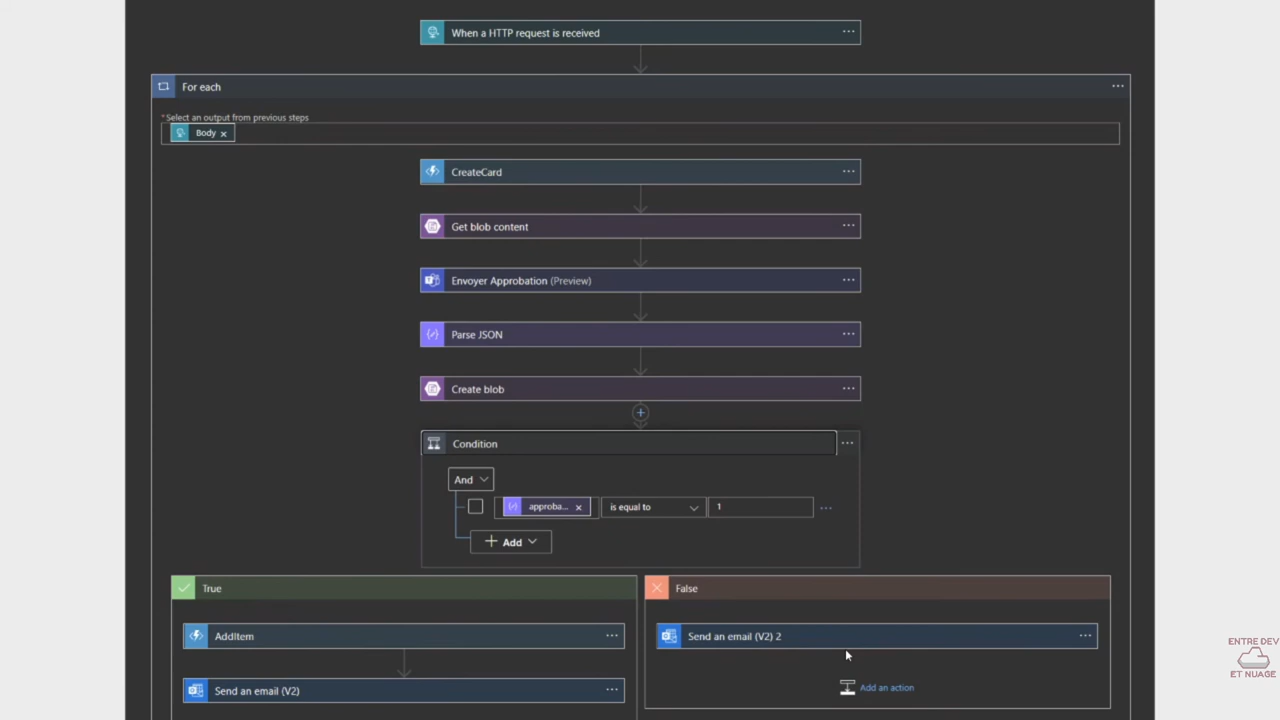 When a HTTP request is received
For each
*Select an output from previous steps
Body
CreateCard
Get blob content
Envoyer Approbation (Preview)
Parse JSON
Create blob
Condition
And
approba... is equal to 1
Add
True
False
AddItem
Send an email (V2) 2
Send an email (V2)
Add an action
ENTRE DEV
ET NUAGE